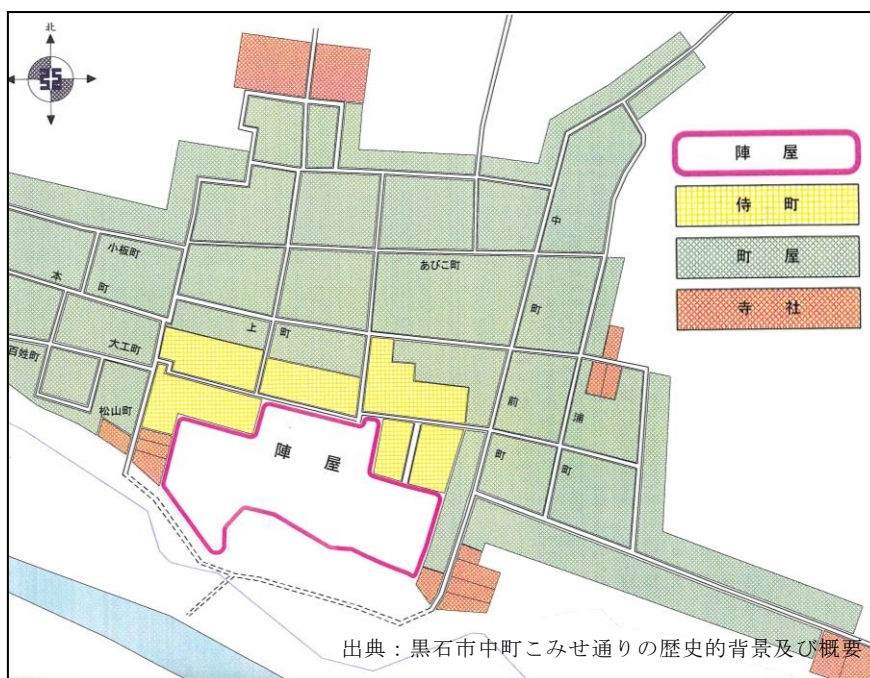 北
陣 屋
侍 町
町 屋
寺 社
中
町
あびこ町
小板町
本
町
上 町
大工町
百姓町
松山町
前
町
浦
町
陣 屋
出典：黒石市中町こみせ通りの歴史的背景及び概要